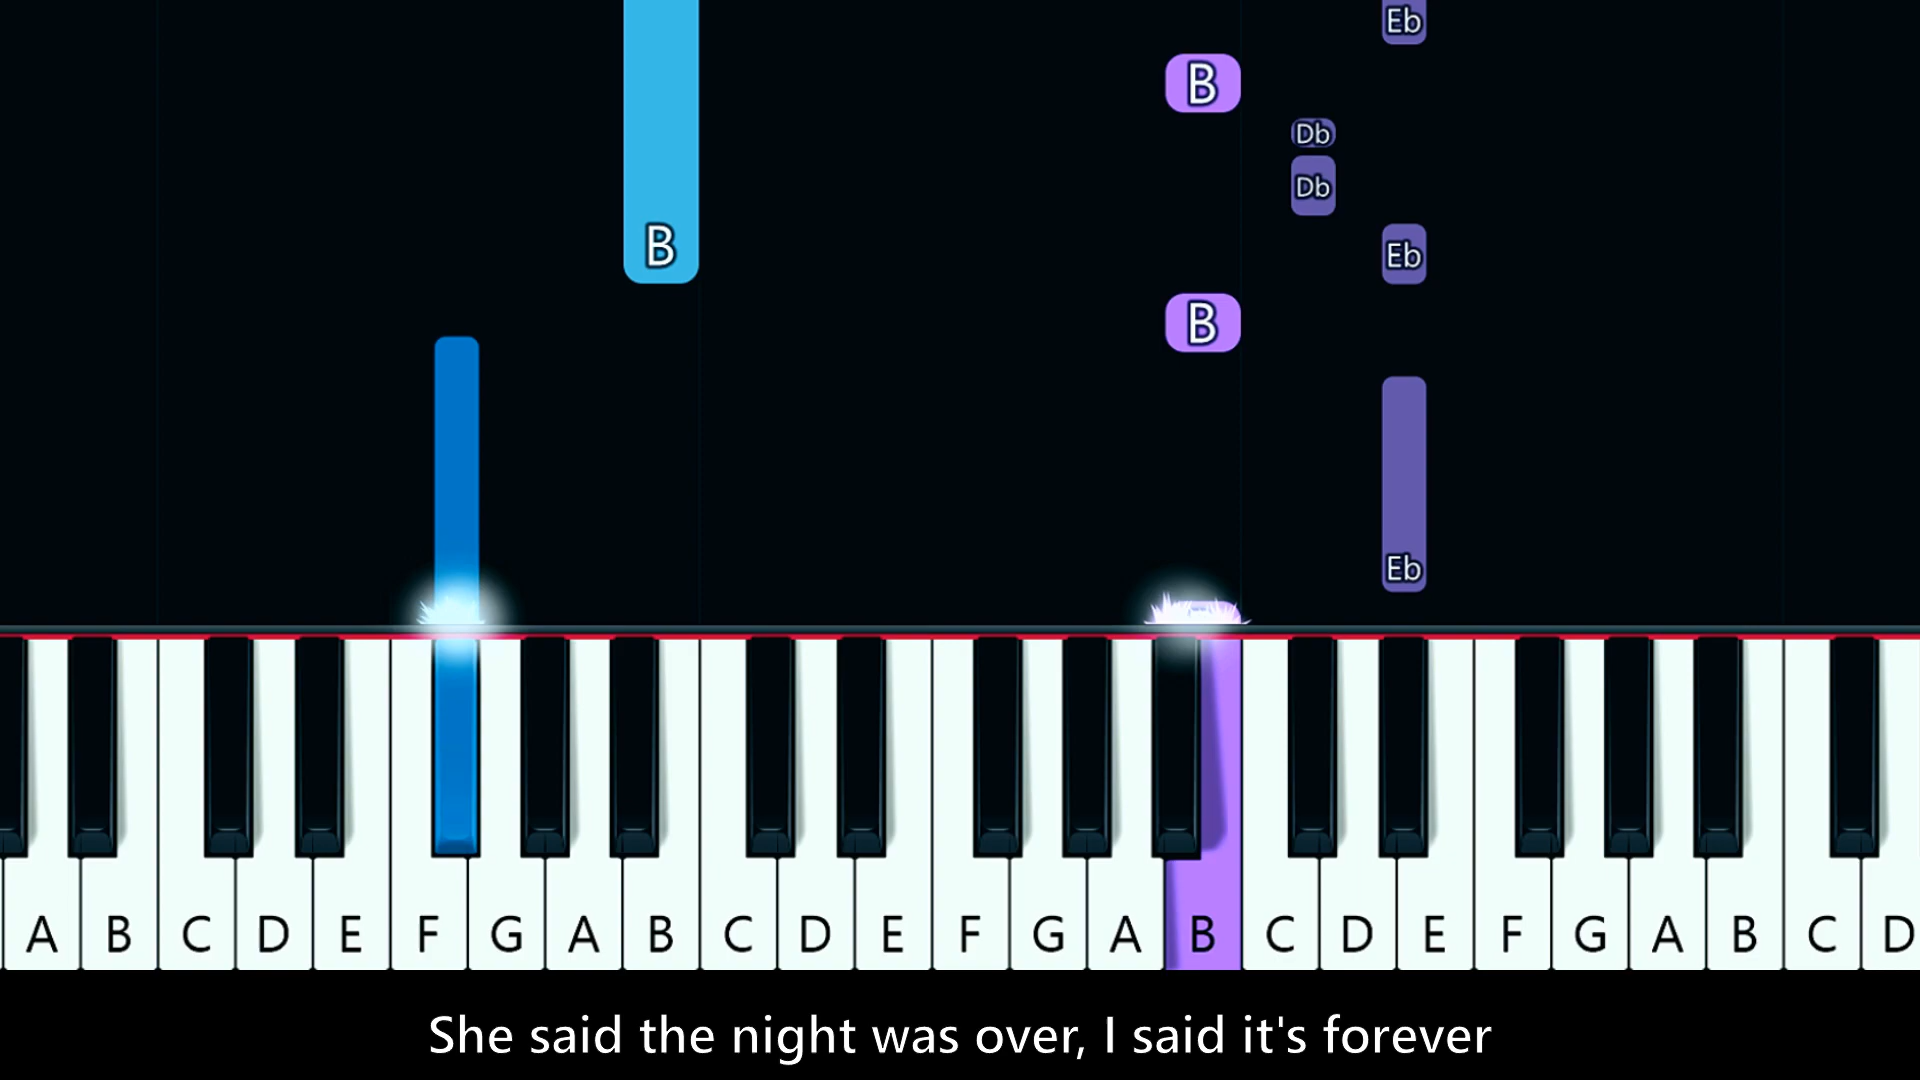 Eb
B
Db
Db
B
Eb
B
Eb
A B C D E F G A B C D E F G A B C D E F G A B C D
She said the night was over, I said it's forever